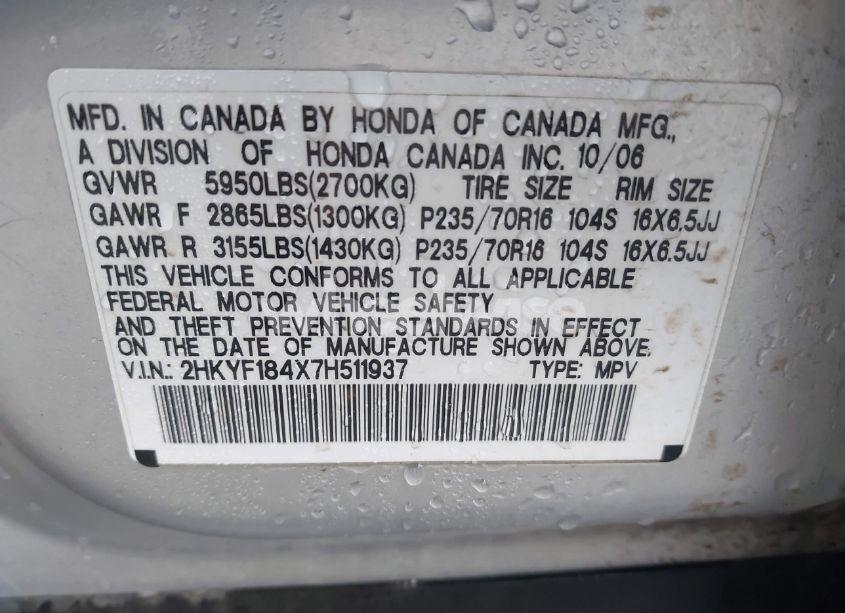 MFD. IN CANADA BY HONDA OF CANADA MFG.,
A DIVISION OF HONDA CANADA INC. 10/06
GVWR 5950LBS(2700KG) TIRE SIZE RIM SIZE
GAWR F 2865LBS(1300KG) P235/70R16 104S 16X6.5JJ
GAWR R 3155LBS(1430KG) P235/70R16 104S 16X6.5JJ
THIS VEHICLE CONFORMS TO ALL APPLICABLE
FEDERAL MOTOR VEHICLE SAFETY
AND THEFT PREVENTION STANDARDS IN EFFECT
ON THE DATE OF MANUFACTURE SHOWN ABOVE.
V.I.N.: 2HKYF184X7H511937 TYPE: MPV